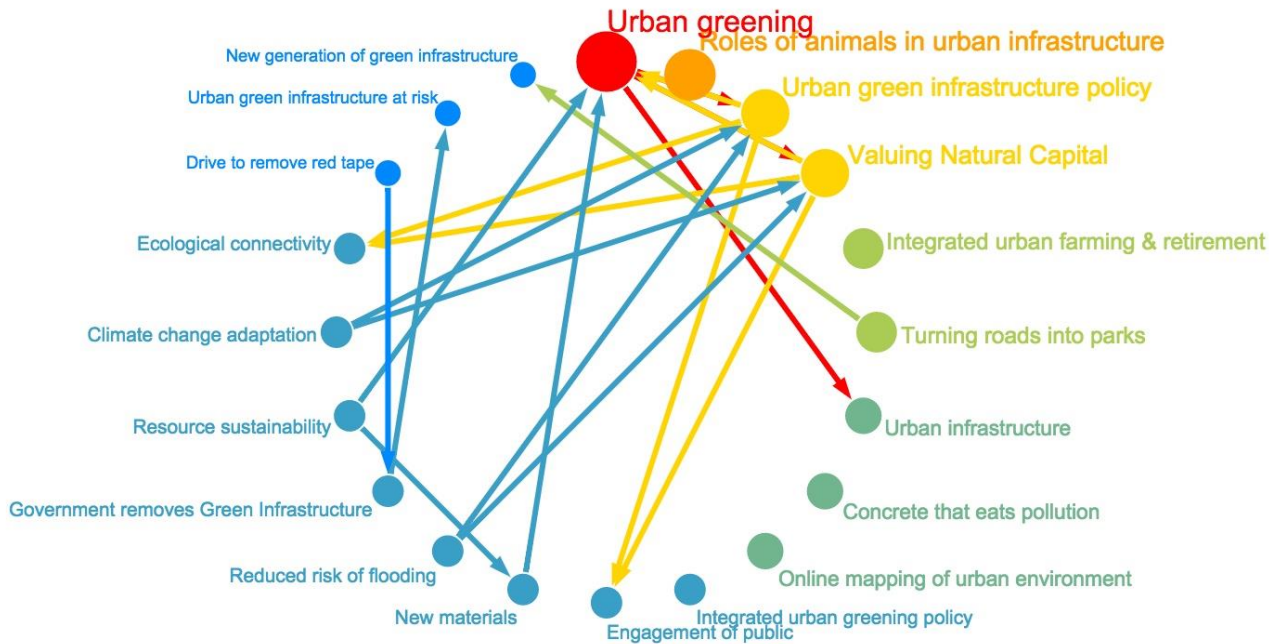 Urban greening
Roles of animals in urban infrastructure
New generation of green infrastructure
Urban green infrastructure policy
Urban green infrastructure at risk
Valuing Natural Capital
Drive to remove red tape
Ecological connectivity
Integrated urban farming & retirement
Climate change adaptation
Turning roads into parks
Resource sustainability
Urban infrastructure
Government removes Green Infrastructure
Concrete that eats pollution
Reduced risk of flooding
Online mapping of urban environment
New materials
Integrated urban greening policy
Engagement of public